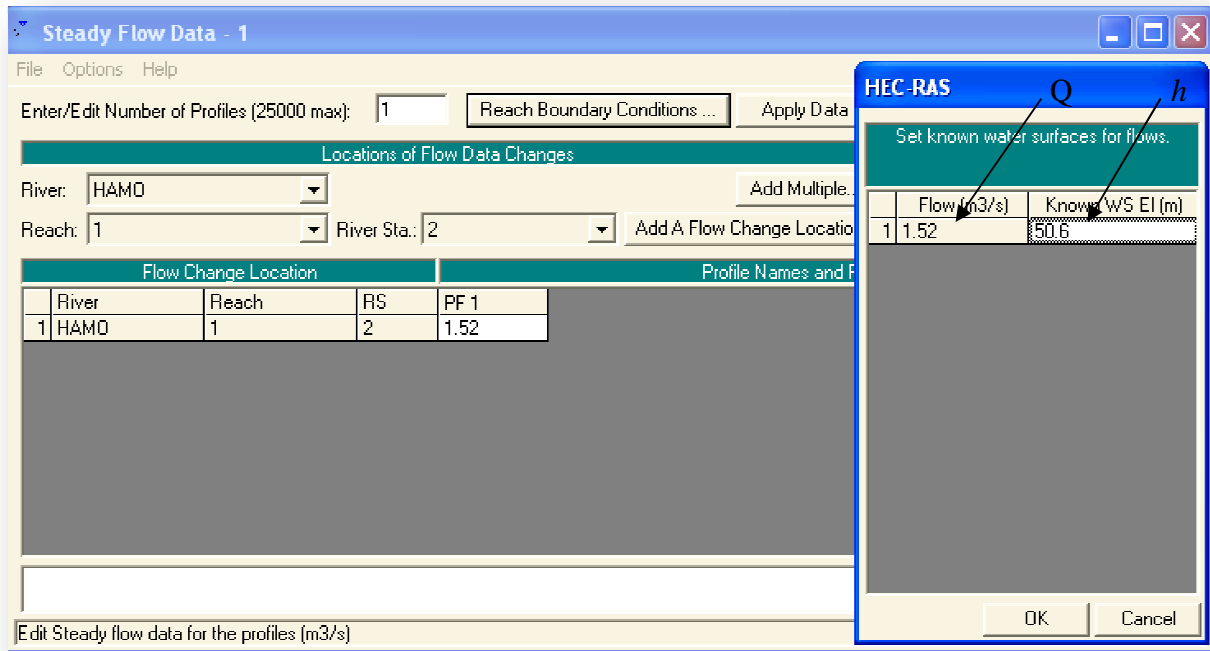 Steady Flow Data - 1
File Options Help
Enter/Edit Number of Profiles (25000 max): 1 Reach Boundary Conditions ... Apply Data
Locations of Flow Data Changes
River: HAMO Add Multiple..
Reach: 1 River Sta.: 2 Add A Flow Change Locatio
Flow Change Location Profile Names and F
River Reach RS PF 1
1 HAMO 1 2 1.52
Edit Steady flow data for the profiles (m3/s)
HEC-RAS
Q h
Set known water surfaces for flows.
Flow (m3/s) Known WS El (m)
1 1.52 50.6
OK Cancel